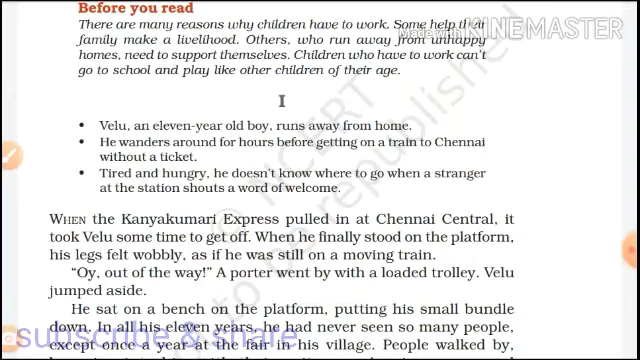 Before you read
There are many reasons why children have to work. Some help their
family make a livelihood. Others, who run away from unhappy
Made with KINEMASTER
homes, need to support themselves. Children who have to work can't
go to school and play like other children of their age.
I
• Velu, an eleven-year old boy, runs away from home.
• He wanders around for hours before getting on a train to Chennai
without a ticket.
• Tired and hungry, he doesn't know where to go when a stranger
at the station shouts a word of welcome.
WHEN the Kanyakumari Express pulled in at Chennai Central, it
took Velu some time to get off. When he finally stood on the platform,
his legs felt wobbly, as if he was still on a moving train.
"Oy, out of the way!" A porter went by with a loaded trolley. Velu
jumped aside.
He sat on a bench on the platform, putting his small bundle
down. In all his eleven years, he had never seen so many people,
subscribe & share
except once a year at the fair in his village. People walked by,
© NCERT
not to be republished